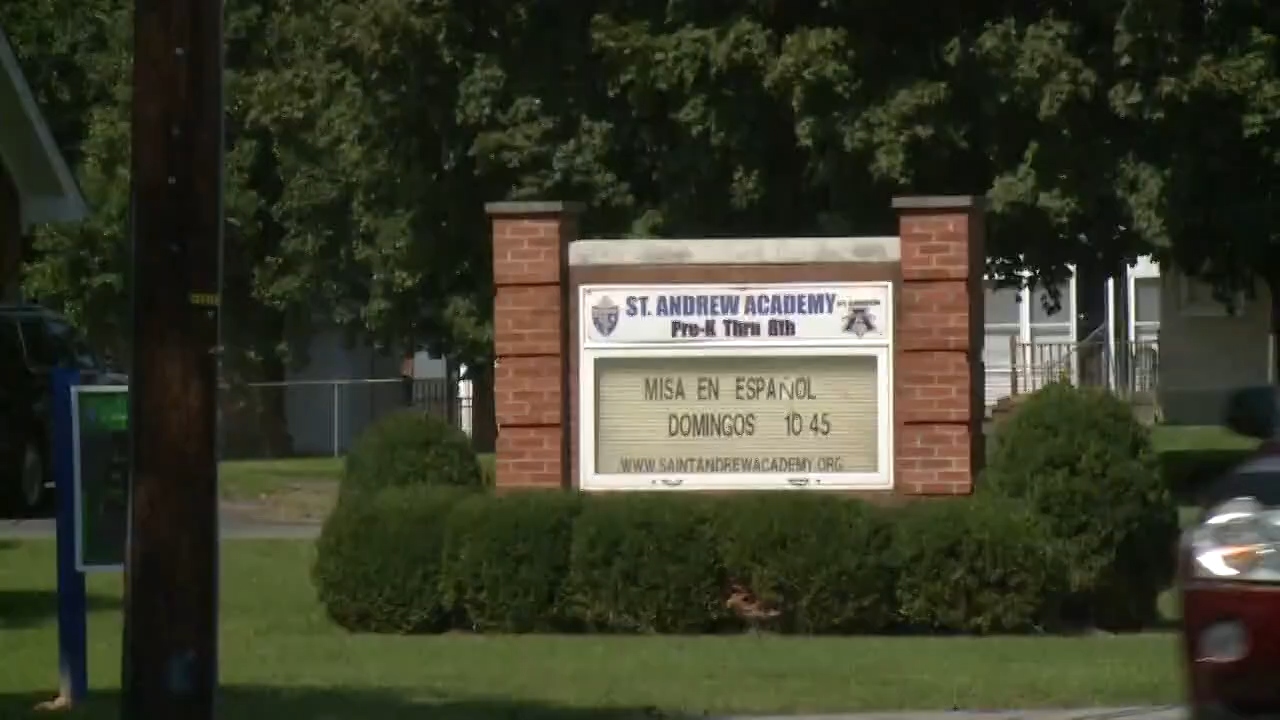 ST. ANDREW ACADEMY
Pre-K Thru 8th
MISA EN ESPAÑOL
DOMINGOS 10 45
WWW.SAINTANDREWACADEMY.ORG